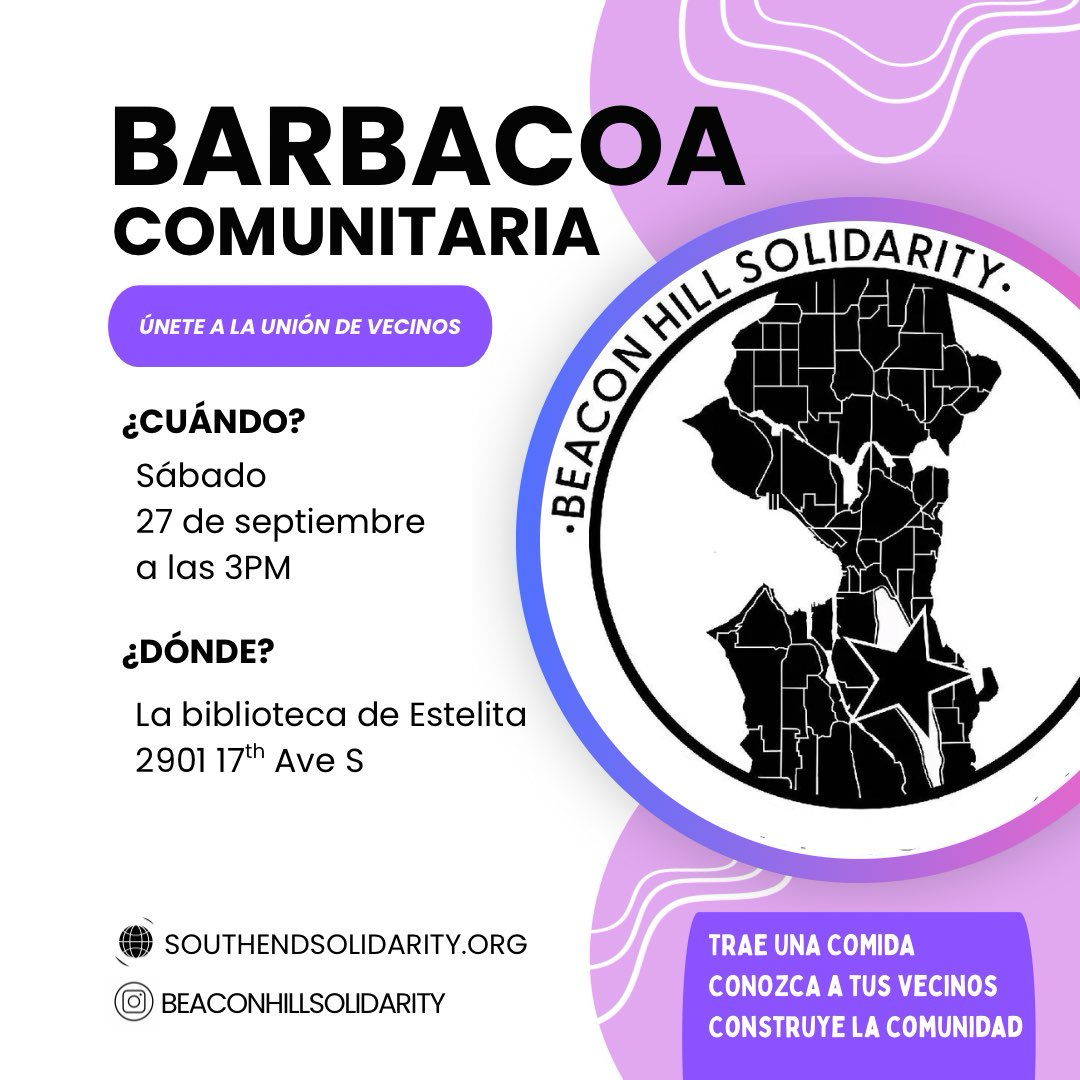 BARBACOA
COMUNITARIA
ÚNETE A LA UNIÓN DE VECINOS
·BEACON HILL SOLIDARITY·
¿CUÁNDO?
Sábado
27 de septiembre
a las 3PM
¿DÓNDE?
La biblioteca de Estelita
2901 17th Ave S
SOUTHENDSOLIDARITY.ORG
BEACONHILLSOLIDARITY
TRAE UNA COMIDA
CONOZCA A TUS VECINOS
CONSTRUYE LA COMUNIDAD